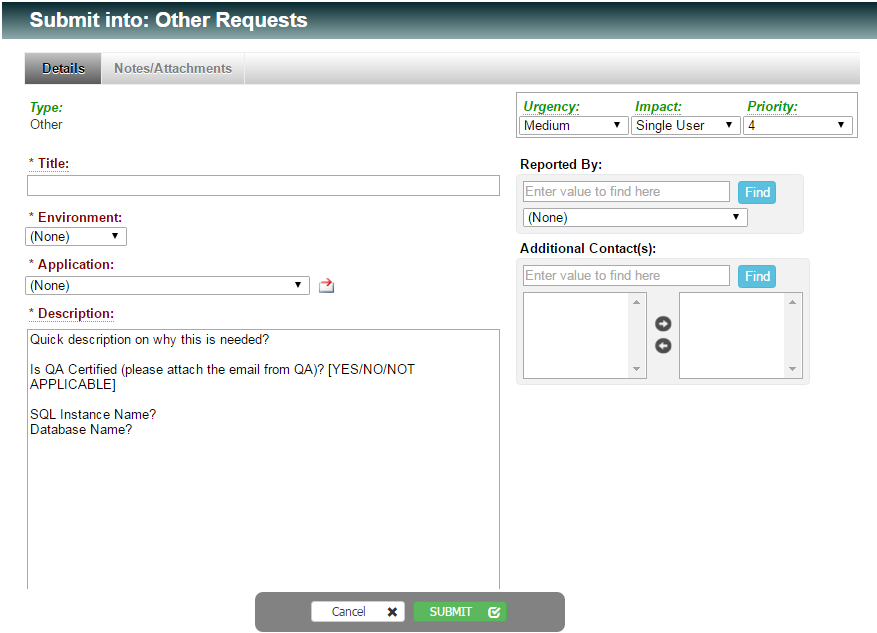 Submit into: Other Requests
Details
Notes/Attachments
Type:
Other
Urgency:
Impact:
Priority:
Medium
Single User
4
* Title:
* Environment:
(None)
* Application:
(None)
* Description:
Quick description on why this is needed?
Is QA Certified (please attach the email from QA)? [YES/NO/NOT
APPLICABLE]
SQL Instance Name?
Database Name?
Reported By:
Enter value to find here
Find
(None)
Additional Contact(s):
Enter value to find here
Find
Cancel
SUBMIT